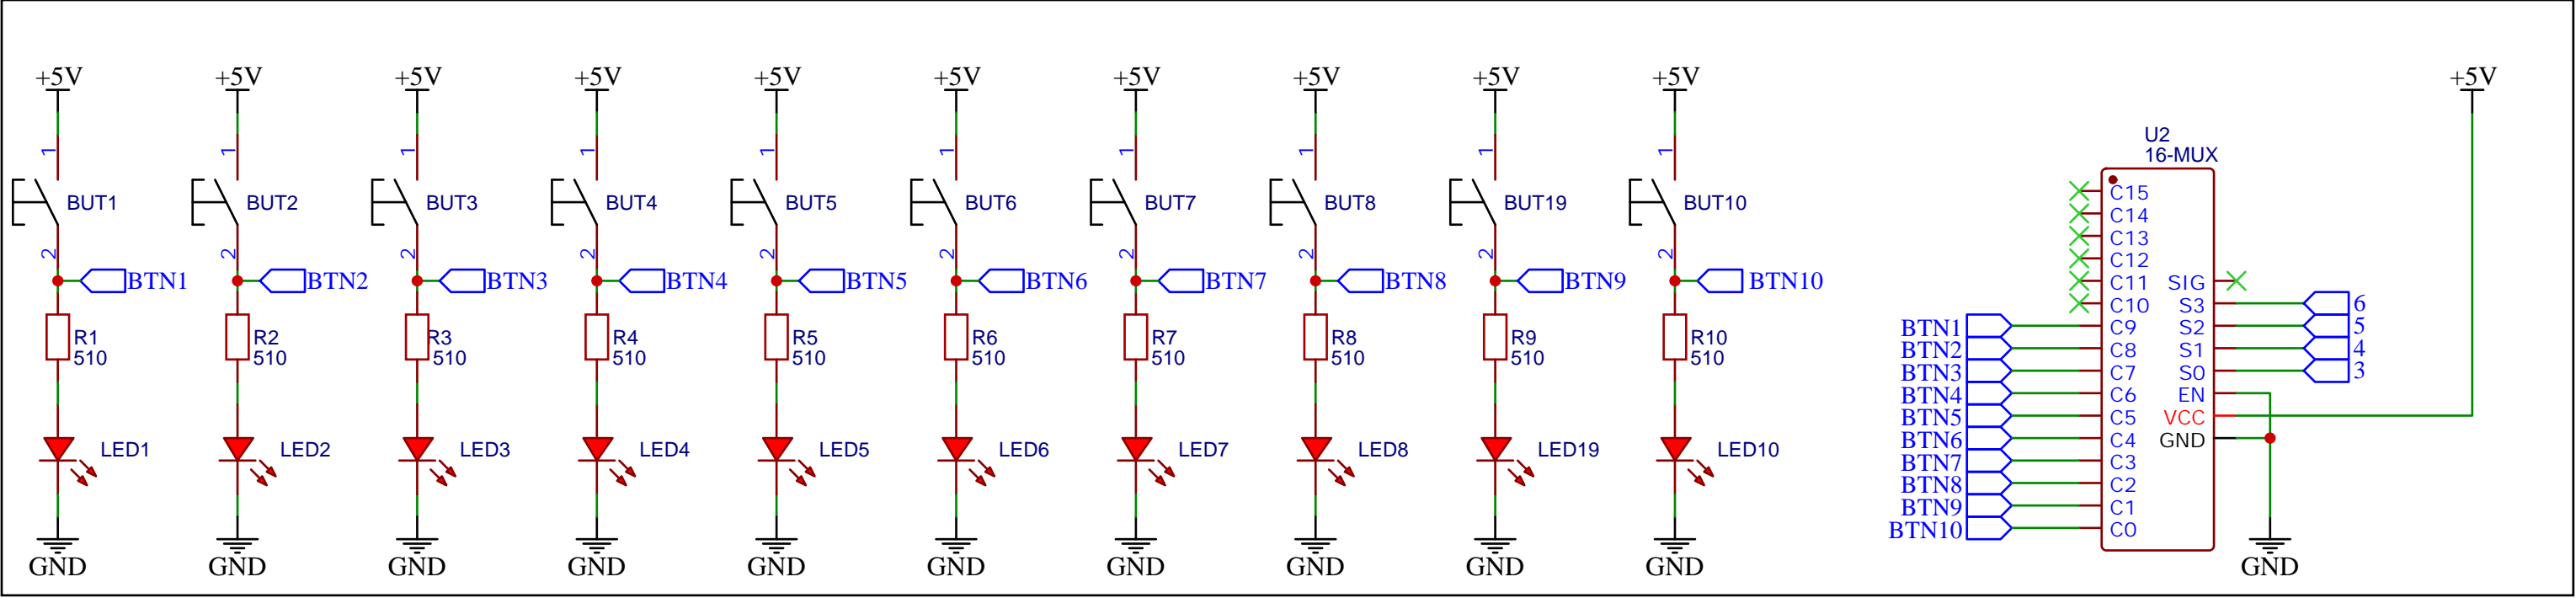 +5V +5V +5V +5V +5V +5V +5V +5V +5V +5V +5V
U2
16-MUX
1 1 1 1 1 1 1 1 1 1
BUT1 BUT2 BUT3 BUT4 BUT5 BUT6 BUT7 BUT8 BUT19 BUT10
2 2 2 2 2 2 2 2 2 2
BTN1 BTN2 BTN3 BTN4 BTN5 BTN6 BTN7 BTN8 BTN9 BTN10
R1 R2 R3 R4 R5 R6 R7 R8 R9 R10
510 510 510 510 510 510 510 510 510 510
LED1 LED2 LED3 LED4 LED5 LED6 LED7 LED8 LED19 LED10
GND GND GND GND GND GND GND GND GND GND
C15
C14
C13
C12
C11 SIG
C10 S3 6
BTN1 C9 S2 5
BTN2 C8 S1 4
BTN3 C7 S0 3
BTN4 C6 EN
BTN5 C5 VCC
BTN6 C4 GND
BTN7 C3
BTN8 C2
BTN9 C1
BTN10 C0
GND